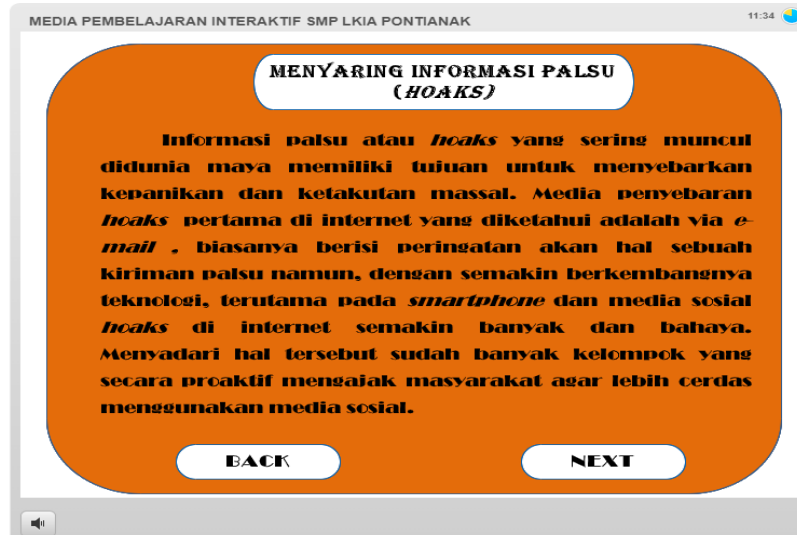 MEDIA PEMBELAJARAN INTERAKTIF SMP LKIA PONTIANAK
11:34
MENYARING INFORMASI PALSU
(HOAKS)
Informasi palsu atau hoaks yang sering muncul
didunia maya memiliki tujuan untuk menyebarkan
kepanikan dan ketakutan massal. Media penyebaran
hoaks pertama di internet yang diketahui adalah via e-
mail , biasanya berisi peringatan akan hal sebuah
kiriman palsu namun, dengan semakin berkembangnya
teknologi, terutama pada smartphone dan media sosial
hoaks di internet semakin banyak dan bahaya.
Menyadari hal tersebut sudah banyak kelompok yang
secara proaktif mengajak masyarakat agar lebih cerdas
menggunakan media sosial.
BACK
NEXT